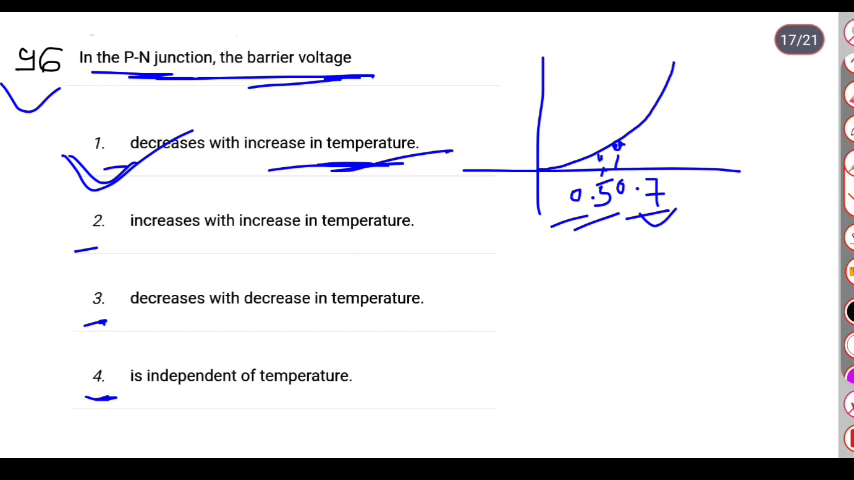 17/21
96 In the P-N junction, the barrier voltage
1. decreases with increase in temperature.
0.5 0.7
2. increases with increase in temperature.
3. decreases with decrease in temperature.
4. is independent of temperature.